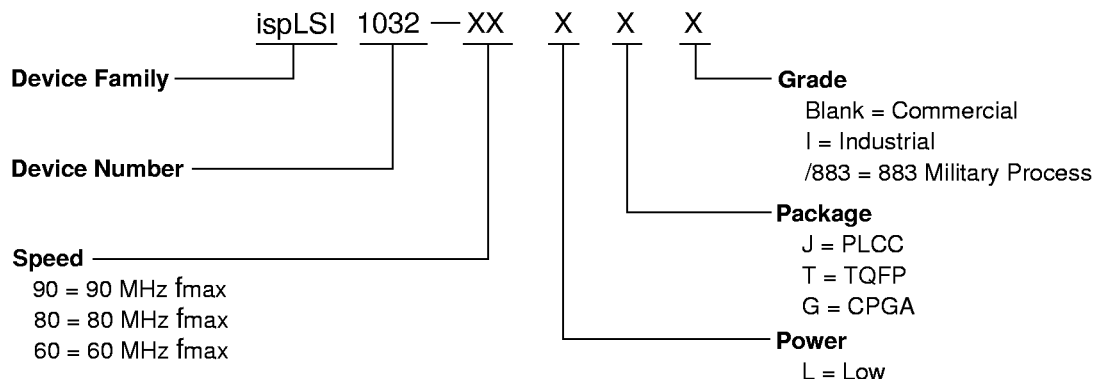 ispLSI 1032 — XX X X X
Device Family
Device Number
Speed
90 = 90 MHz fmax
80 = 80 MHz fmax
60 = 60 MHz fmax
Grade
Blank = Commercial
I = Industrial
/883 = 883 Military Process
Package
J = PLCC
T = TQFP
G = CPGA
Power
L = Low